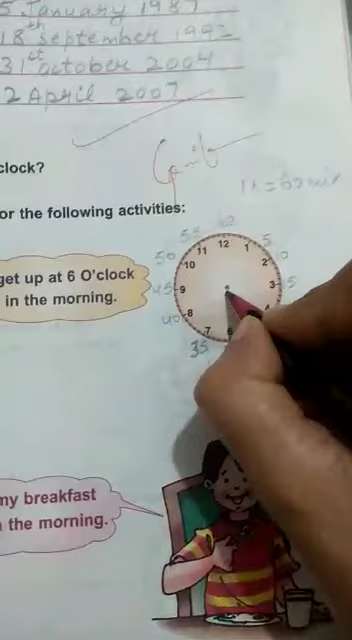 5 January 1987
18th September 1992
31st October 2004
2 April 2007
clock?
or the following activities:
get up at 6 O'clock
in the morning.
55 60 5
50 10
45 15
40
35
12
11 1
10 2
9 3
8
7 6
my breakfast
the morning.